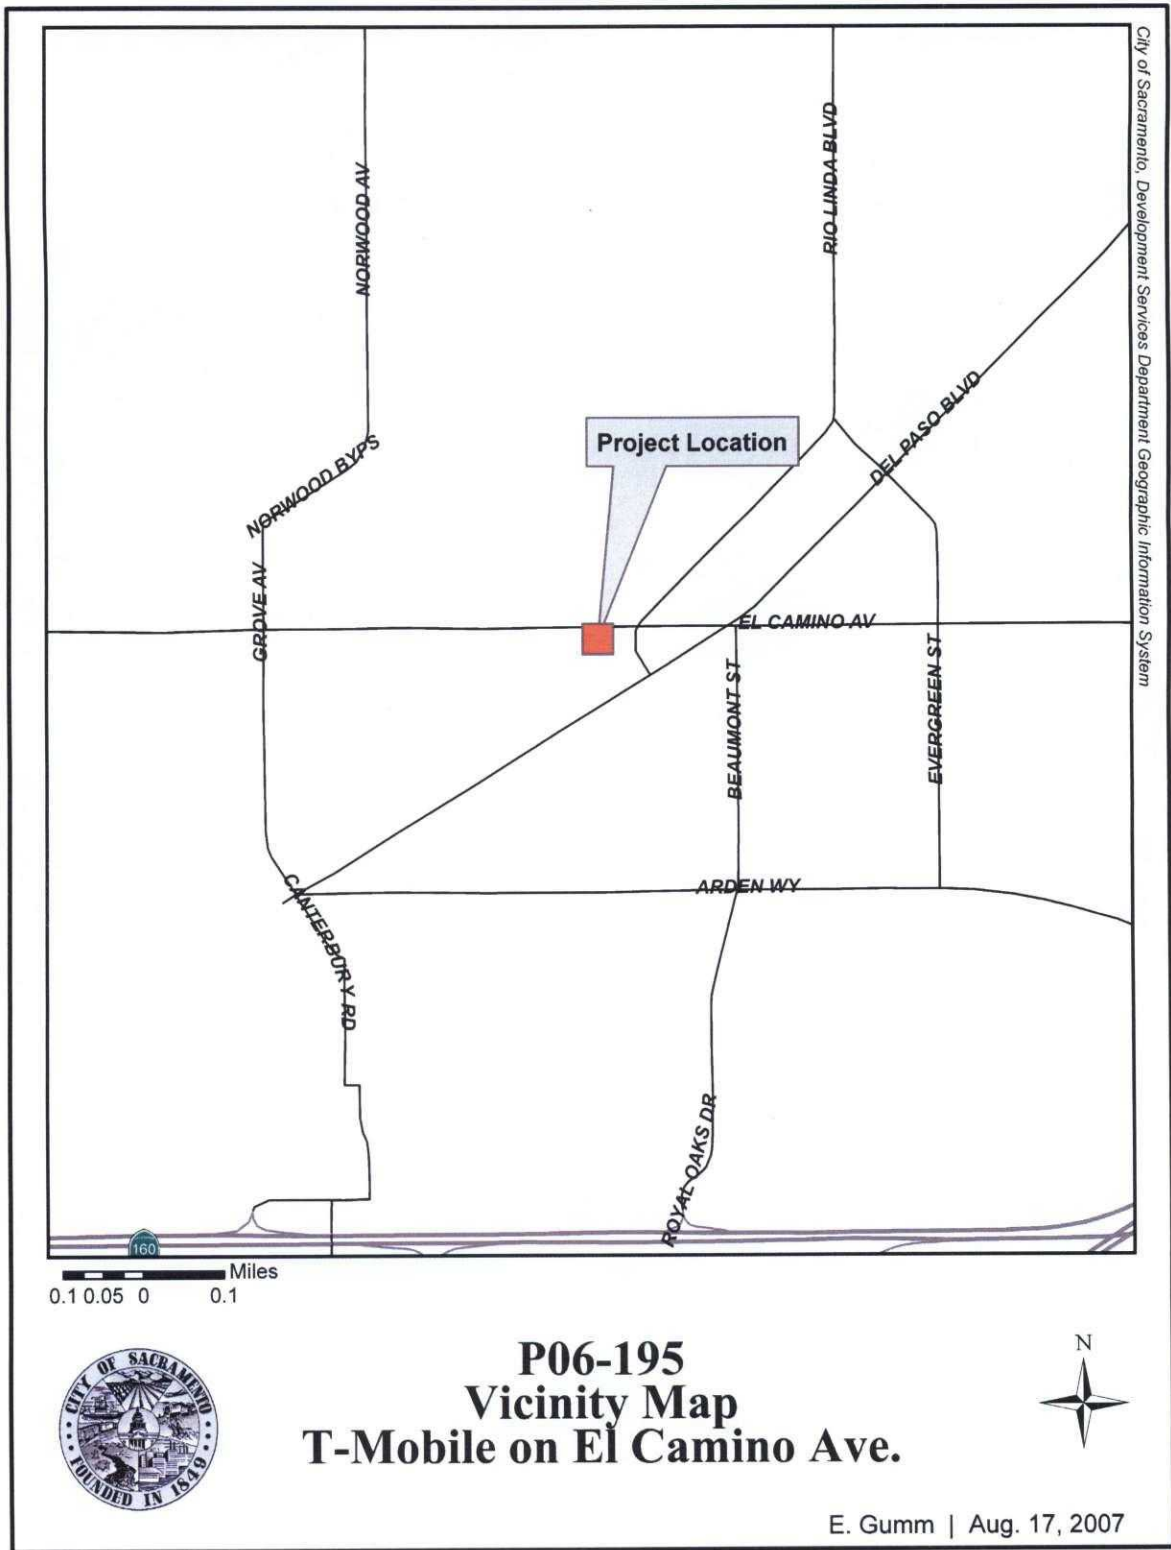 City of Sacramento, Development Services Department Geographic Information System
NORWOOD AV
RIO LINDA BLVD
DEL PASO BLVD
Project Location
NORWOOD BYPS
GROVE AV
EL CAMINO AV
BEAUMONT ST
EVERGREEN ST
CANTERBURY RD
ARDEN WY
ROYAL OAKS DR
160
Miles
0.1 0.05 0 0.1
CITY OF SACRAMENTO
FOUNDED IN 1849
P06-195
Vicinity Map
T-Mobile on El Camino Ave.
N
E. Gumm | Aug. 17, 2007